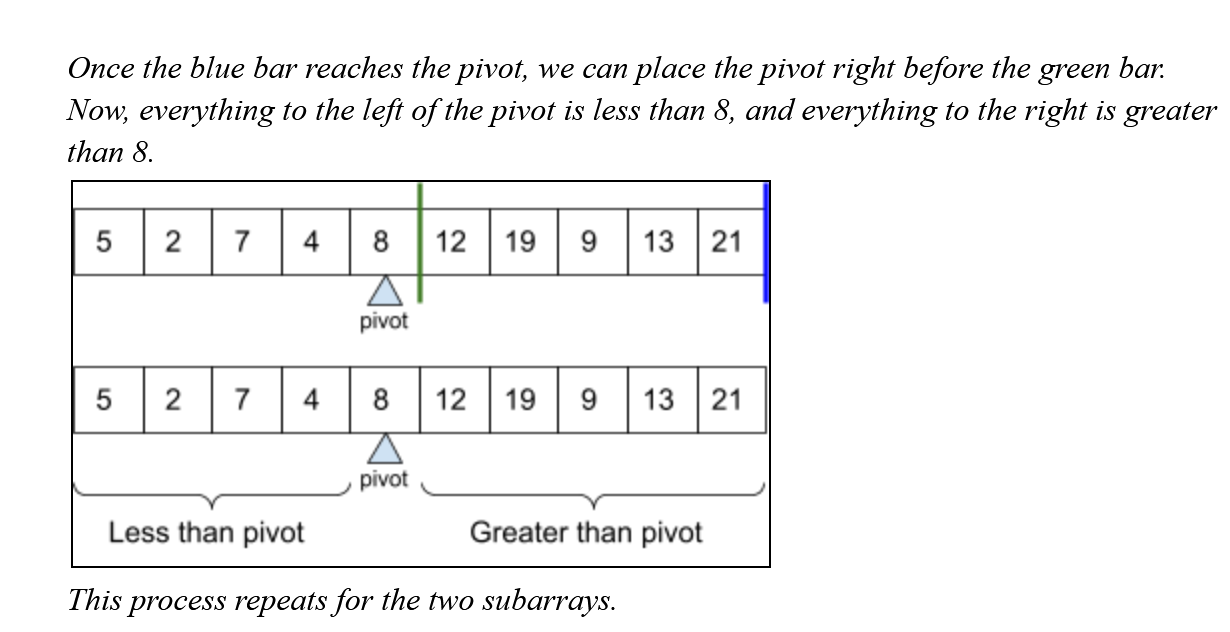 Once the blue bar reaches the pivot, we can place the pivot right before the green bar.
Now, everything to the left of the pivot is less than 8, and everything to the right is greater
than 8.
5 2 7 4 8 12 19 9 13 21
pivot
5 2 7 4 8 12 19 9 13 21
pivot
Less than pivot Greater than pivot
This process repeats for the two subarrays.